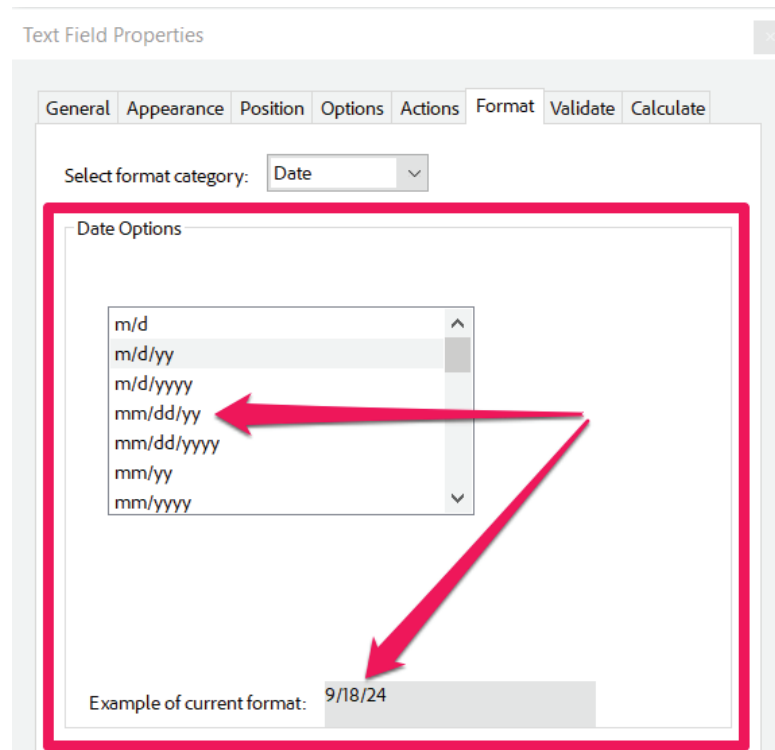 Text Field Properties
General Appearance Position Options Actions Format Validate Calculate
Select format category: Date
Date Options
m/d
m/d/yy
m/d/yyyy
mm/dd/yy
mm/dd/yyyy
mm/yy
mm/yyyy
Example of current format: 9/18/24